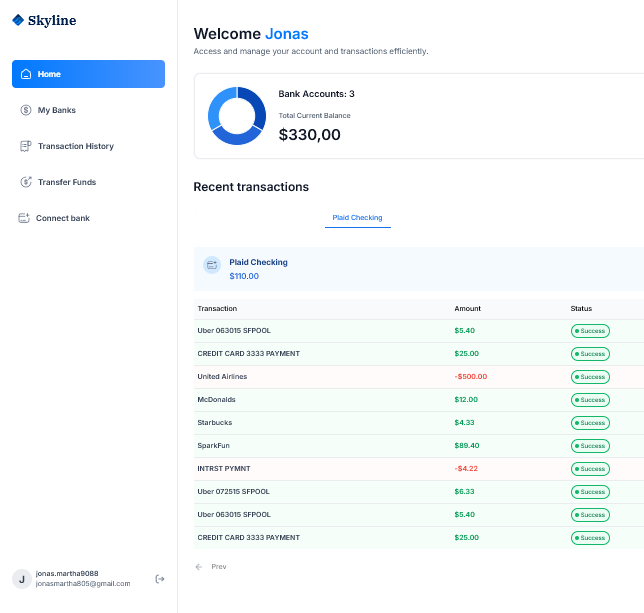 Skyline
Home
My Banks
Transaction History
Transfer Funds
Connect bank
Welcome Jonas
Access and manage your account and transactions efficiently.
Bank Accounts: 3
Total Current Balance
$330,00
Recent transactions
Plaid Checking
Plaid Checking
$110.00
Transaction Amount Status
Uber 063015 SFPOOL $5.40 Success
CREDIT CARD 3333 PAYMENT $25.00 Success
United Airlines -$500.00 Success
McDonalds $12.00 Success
Starbucks $4.33 Success
SparkFun $89.40 Success
INTRST PYMNT -$4.22 Success
Uber 072515 SFPOOL $6.33 Success
Uber 063015 SFPOOL $5.40 Success
CREDIT CARD 3333 PAYMENT $25.00 Success
Prev
J
jonas.martha9088
jonasmartha805@gmail.com